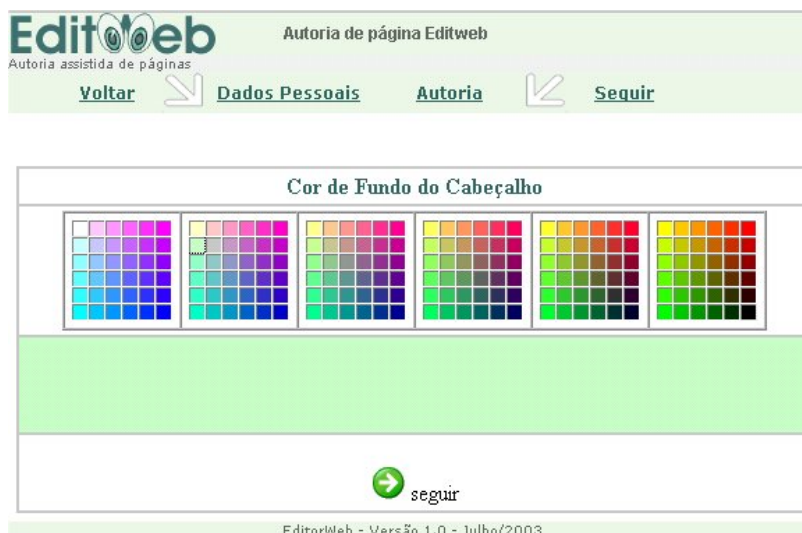 EditWeb
Autoria de página Editweb
Autoria assistida de páginas
Voltar Dados Pessoais Autoria Seguir
Cor de Fundo do Cabeçalho
seguir
EditorWeb - Versão 1.0 - Julho/2003